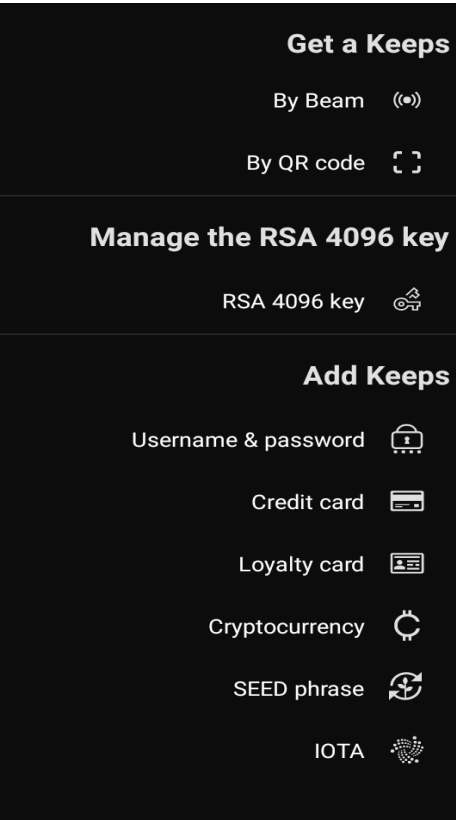 Get a Keeps
By Beam
By QR code
Manage the RSA 4096 key
RSA 4096 key
Add Keeps
Username & password
Credit card
Loyalty card
Cryptocurrency
SEED phrase
IOTA